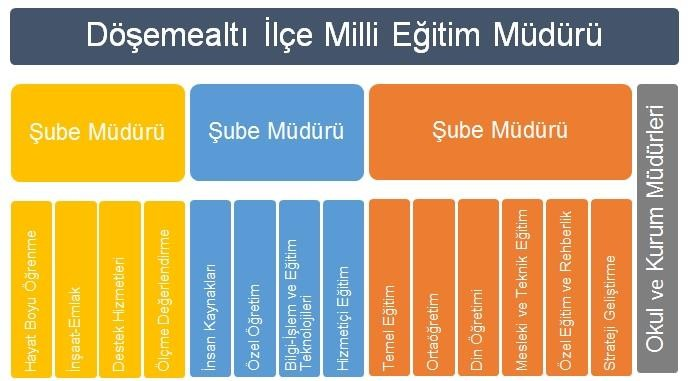 Döşemealtı İlçe Milli Eğitim Müdürü
Şube Müdürü
Şube Müdürü
Şube Müdürü
Okul ve Kurum Müdürleri
Hayat Boyu Öğrenme
İnşaat-Emlak
Destek Hizmetleri
Ölçme Değerlendirme
İnsan Kaynakları
Özel Öğretim
Bilgi-İşlem ve Eğitim
Teknolojileri
Hizmetiçi Eğitim
Temel Eğitim
Ortaöğretim
Din Öğretimi
Mesleki ve Teknik Eğitim
Özel Eğitim ve Rehberlik
Strateji Geliştirme